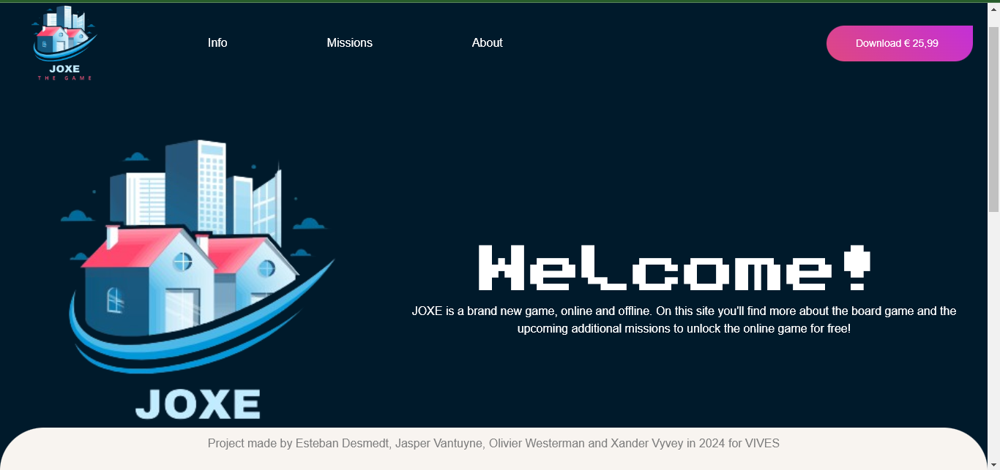 JOXE
THE GAME
Info
Missions
About
Download € 25,99
Welcome!
JOXE is a brand new game, online and offline. On this site you'll find more about the board game and the
upcoming additional missions to unlock the online game for free!
JOXE
Project made by Esteban Desmedt, Jasper Vantuyne, Olivier Westerman and Xander Vyvey in 2024 for VIVES